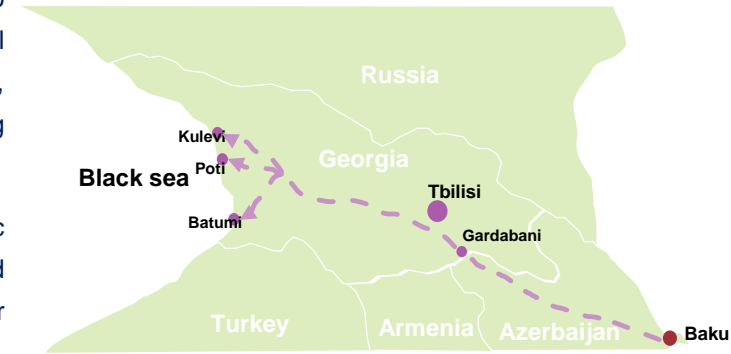 Russia
Kulevi
Georgia
Poti
Black sea
Tbilisi
Batumi
Gardabani
Turkey
Armenia
Azerbaijan
Baku